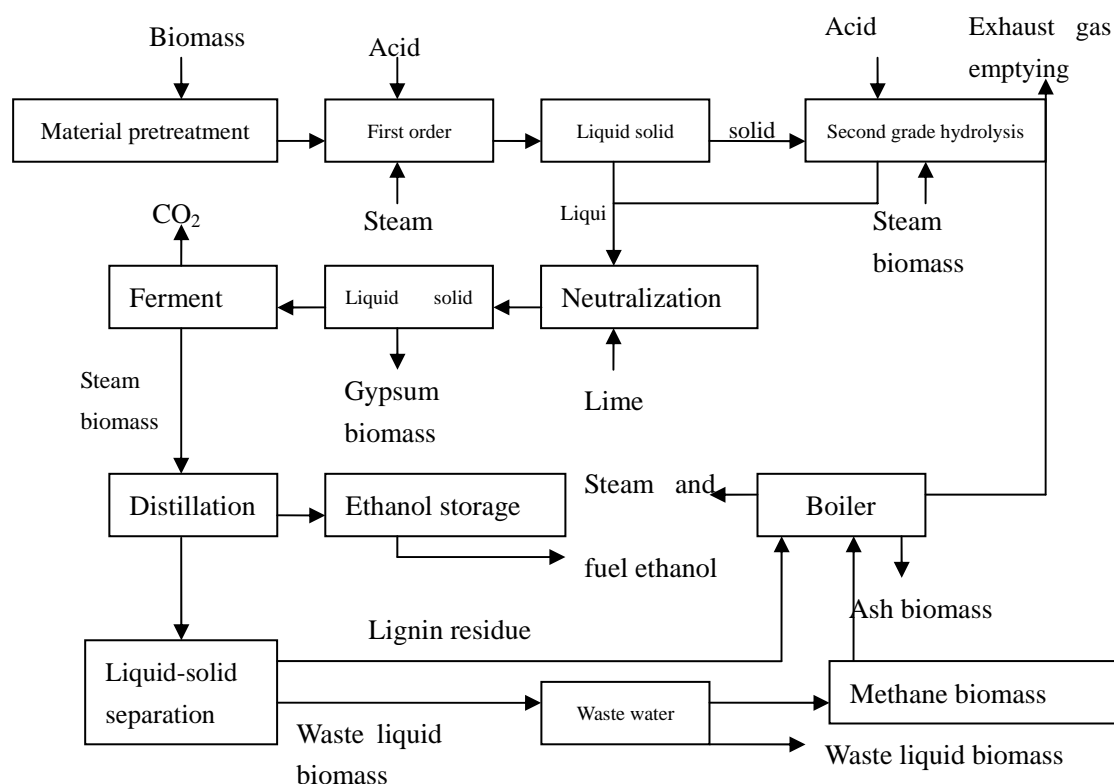 Biomass
Acid
Acid
Exhaust gas
emptying
Material pretreatment
First order
Liquid solid
solid
Second grade hydrolysis
CO₂
Steam
Liqui
Steam
biomass
Ferment
Liquid solid
Neutralization
Steam
biomass
Gypsum
biomass
Lime
Distillation
Ethanol storage
Steam and
Boiler
fuel ethanol
Ash biomass
Lignin residue
Liquid-solid
separation
Waste liquid
biomass
Waste water
Methane biomass
Waste liquid biomass